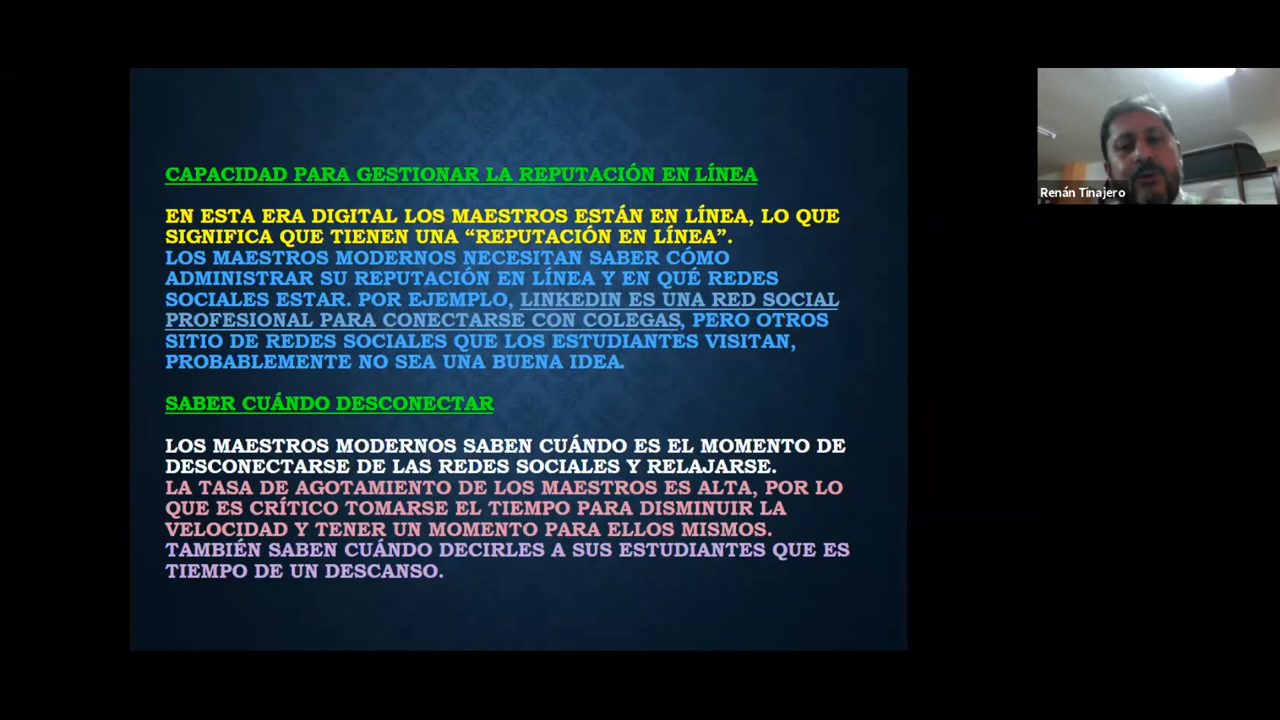 CAPACIDAD PARA GESTIONAR LA REPUTACIÓN EN LÍNEA
EN ESTA ERA DIGITAL LOS MAESTROS ESTÁN EN LÍNEA, LO QUE
SIGNIFICA QUE TIENEN UNA “REPUTACIÓN EN LÍNEA”.
LOS MAESTROS MODERNOS NECESITAN SABER CÓMO
ADMINISTRAR SU REPUTACIÓN EN LÍNEA Y EN QUÉ REDES
SOCIALES ESTAR. POR EJEMPLO, LINKEDIN ES UNA RED SOCIAL
PROFESIONAL PARA CONECTARSE CON COLEGAS, PERO OTROS
SITIO DE REDES SOCIALES QUE LOS ESTUDIANTES VISITAN,
PROBABLEMENTE NO SEA UNA BUENA IDEA.
SABER CUÁNDO DESCONECTAR
LOS MAESTROS MODERNOS SABEN CUÁNDO ES EL MOMENTO DE
DESCONECTARSE DE LAS REDES SOCIALES Y RELAJARSE.
LA TASA DE AGOTAMIENTO DE LOS MAESTROS ES ALTA, POR LO
QUE ES CRÍTICO TOMARSE EL TIEMPO PARA DISMINUIR LA
VELOCIDAD Y TENER UN MOMENTO PARA ELLOS MISMOS.
TAMBIÉN SABEN CUÁNDO DECIRLES A SUS ESTUDIANTES QUE ES
TIEMPO DE UN DESCANSO.
Renán Tinajero